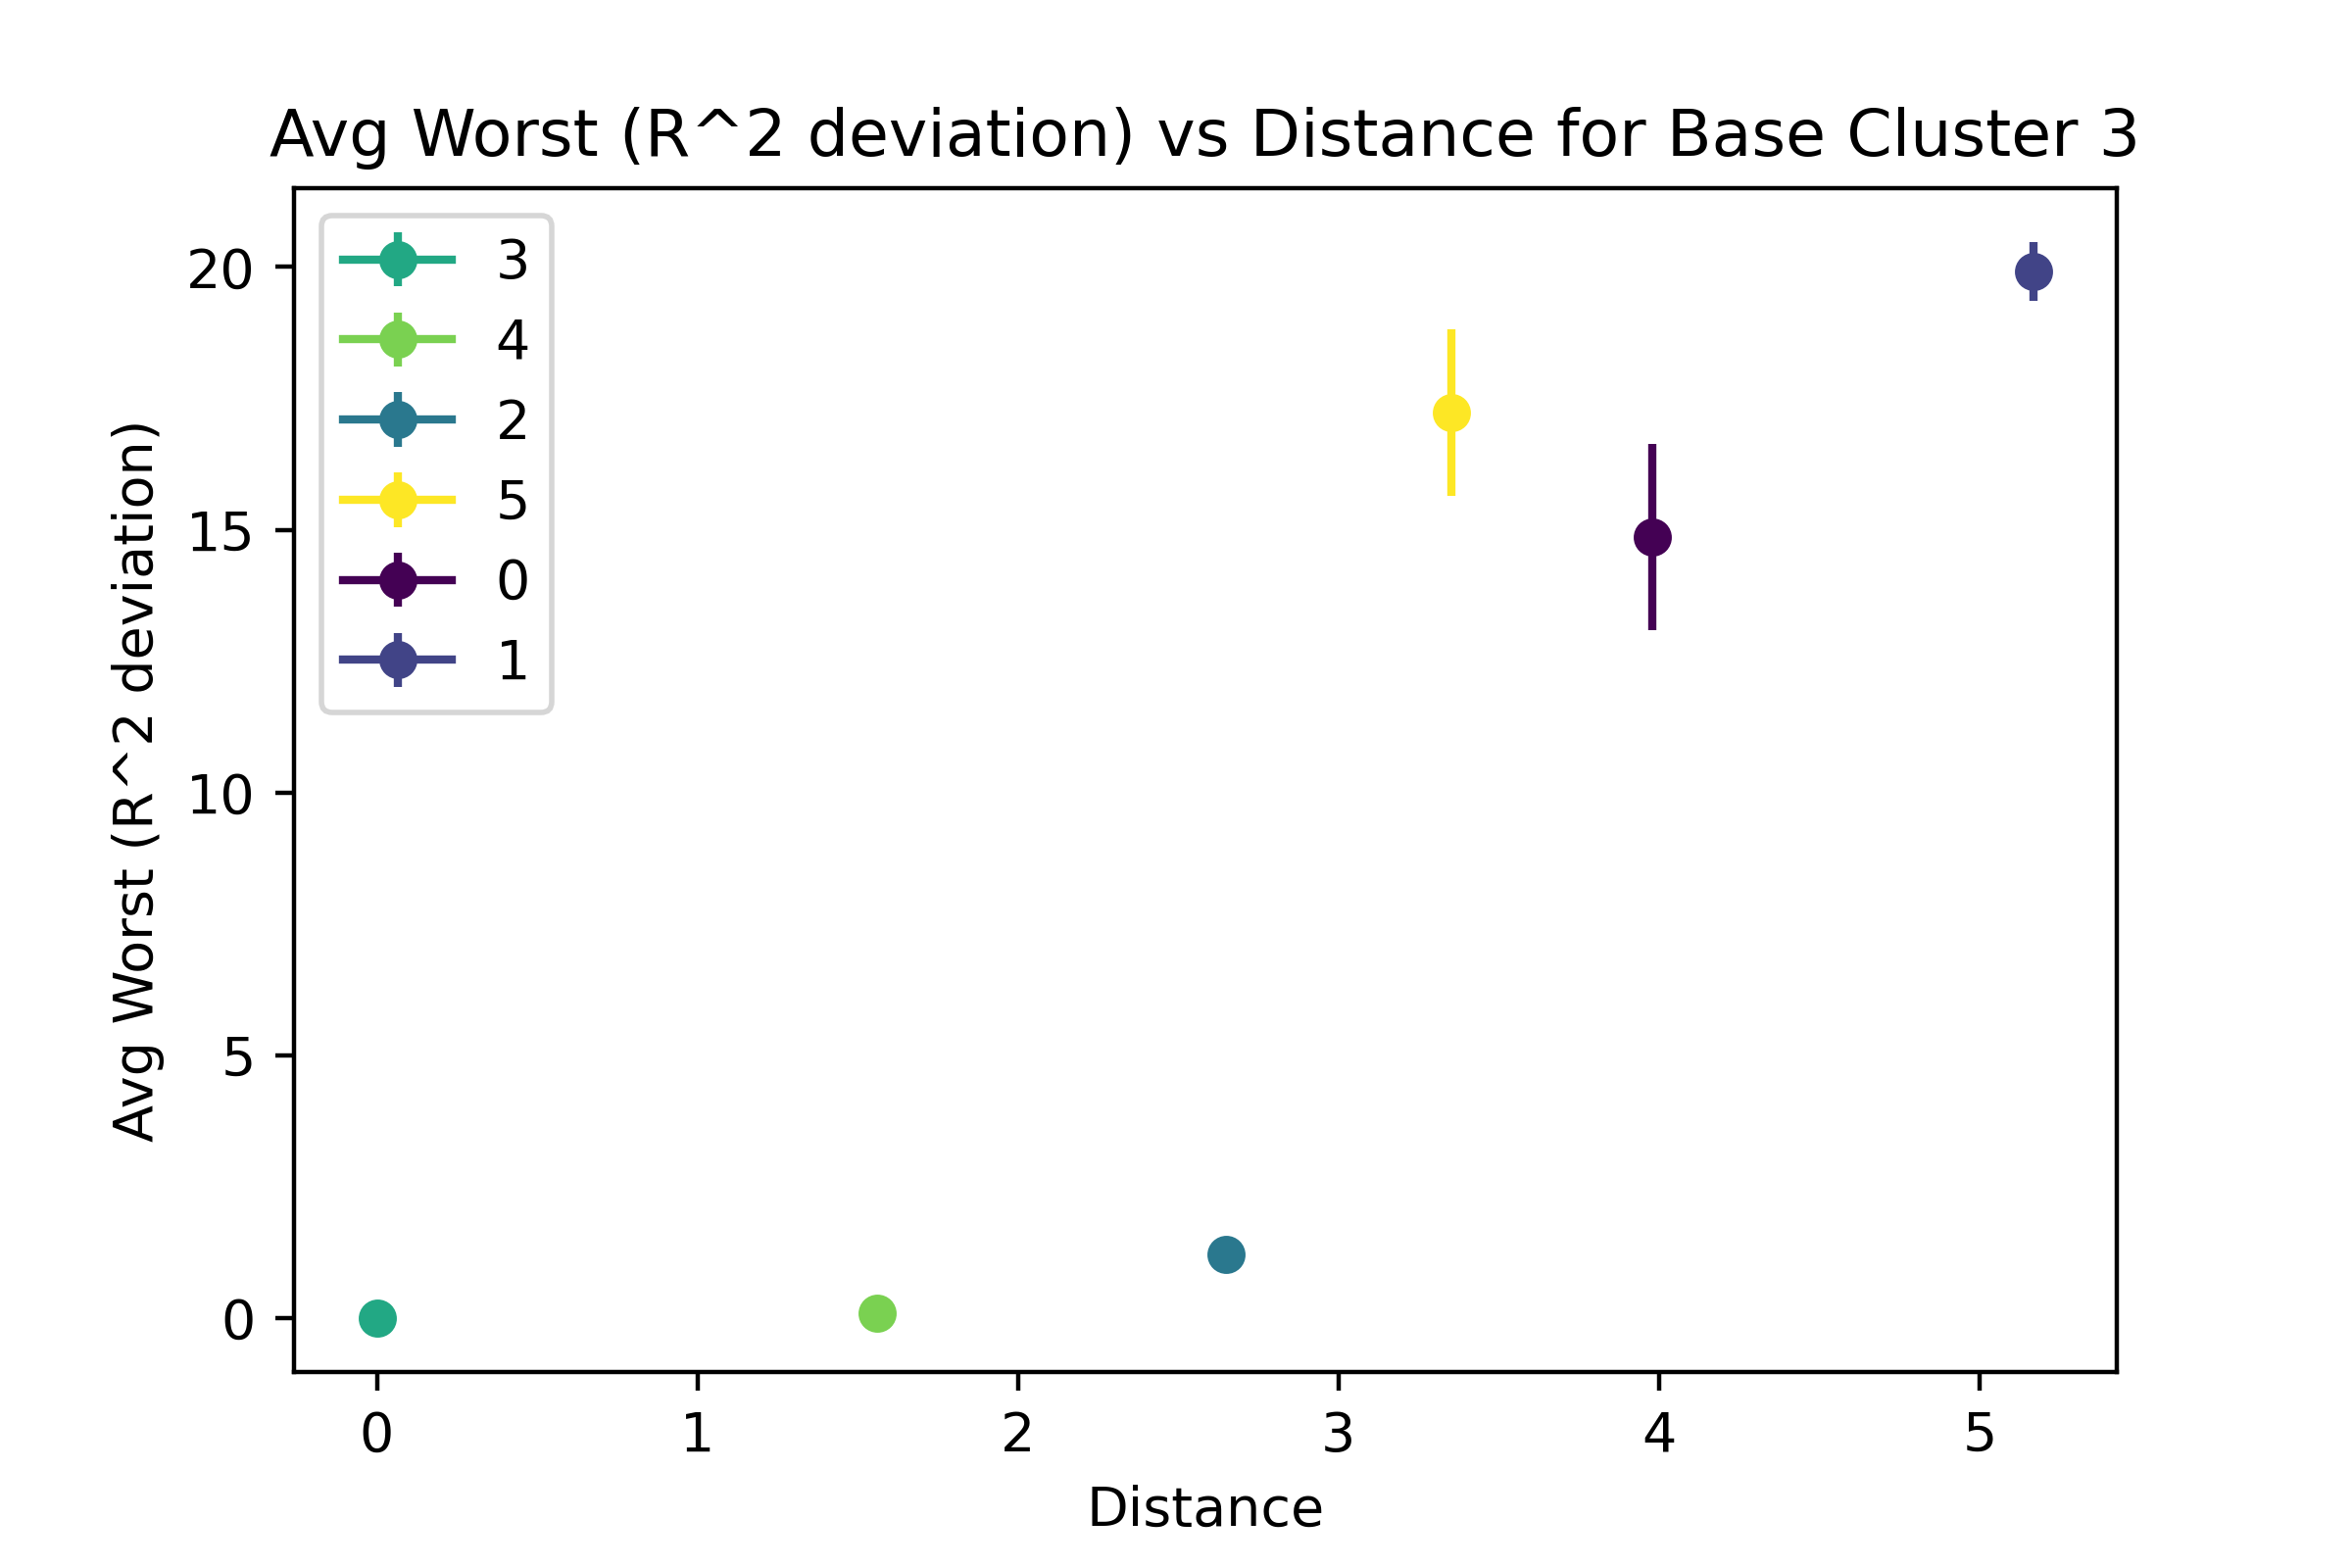 Avg Worst (R^2 deviation) vs Distance for Base Cluster 3
3
4
2
5
0
1
Avg Worst (R^2 deviation)
20
15
10
5
0
0 1 2 3 4 5
Distance